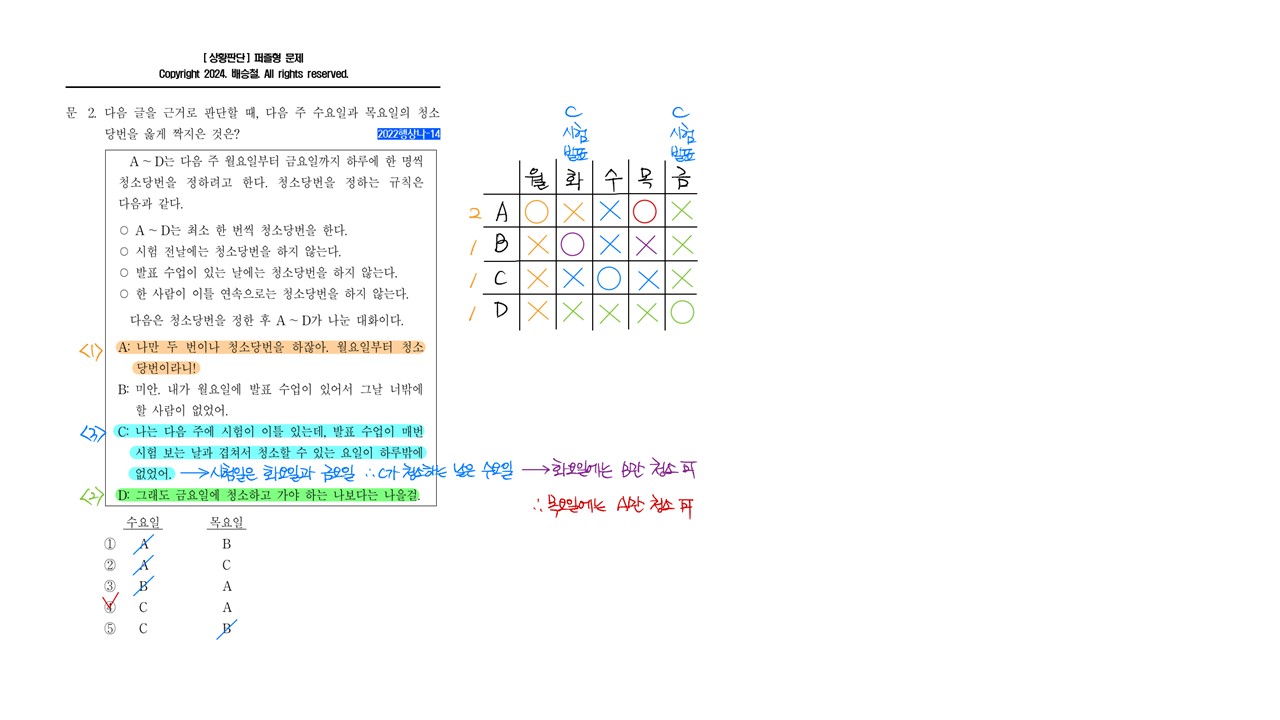 [상황판단] 퍼즐형 문제
Copyright 2024. 배승철. All rights reserved.
문 2. 다음 글을 근거로 판단할 때, 다음 주 수요일과 목요일의 청소
당번을 옳게 짝지은 것은? 2022행상나-14
A ~ D는 다음 주 월요일부터 금요일까지 하루에 한 명씩
청소당번을 정하려고 한다. 청소당번을 정하는 규칙은
다음과 같다.
○ A ~ D는 최소 한 번씩 청소당번을 한다.
○ 시험 전날에는 청소당번을 하지 않는다.
○ 발표 수업이 있는 날에는 청소당번을 하지 않는다.
○ 한 사람이 이틀 연속으로는 청소당번을 하지 않는다.
다음은 청소당번을 정한 후 A ~ D가 나눈 대화이다.
<1> A: 나만 두 번이나 청소당번을 하잖아. 월요일부터 청소
당번이라니!
B: 미안. 내가 월요일에 발표 수업이 있어서 그날 너밖에
할 사람이 없었어.
<3> C: 나는 다음 주에 시험이 이틀 있는데, 발표 수업이 매번
시험 보는 날과 겹쳐서 청소할 수 있는 요일이 하루밖에
없었어. → 시험일은 화요일과 금요일 ∴ C가 청소하는 날은 수요일 → 화요일에는 B만 청소 可
<2> D: 그래도 금요일에 청소하고 가야 하는 나보다는 나을걸.
∴ 목요일에는 A만 청소 可
수요일 목요일
① A B
② A C
③ B A
④ C A
⑤ C B
C C
시험 시험
발표 발표
월 화 수 목 금
2 A ○ × × ○ ×
1 B × ○ × × ×
1 C × × ○ × ×
1 D × × × × ○